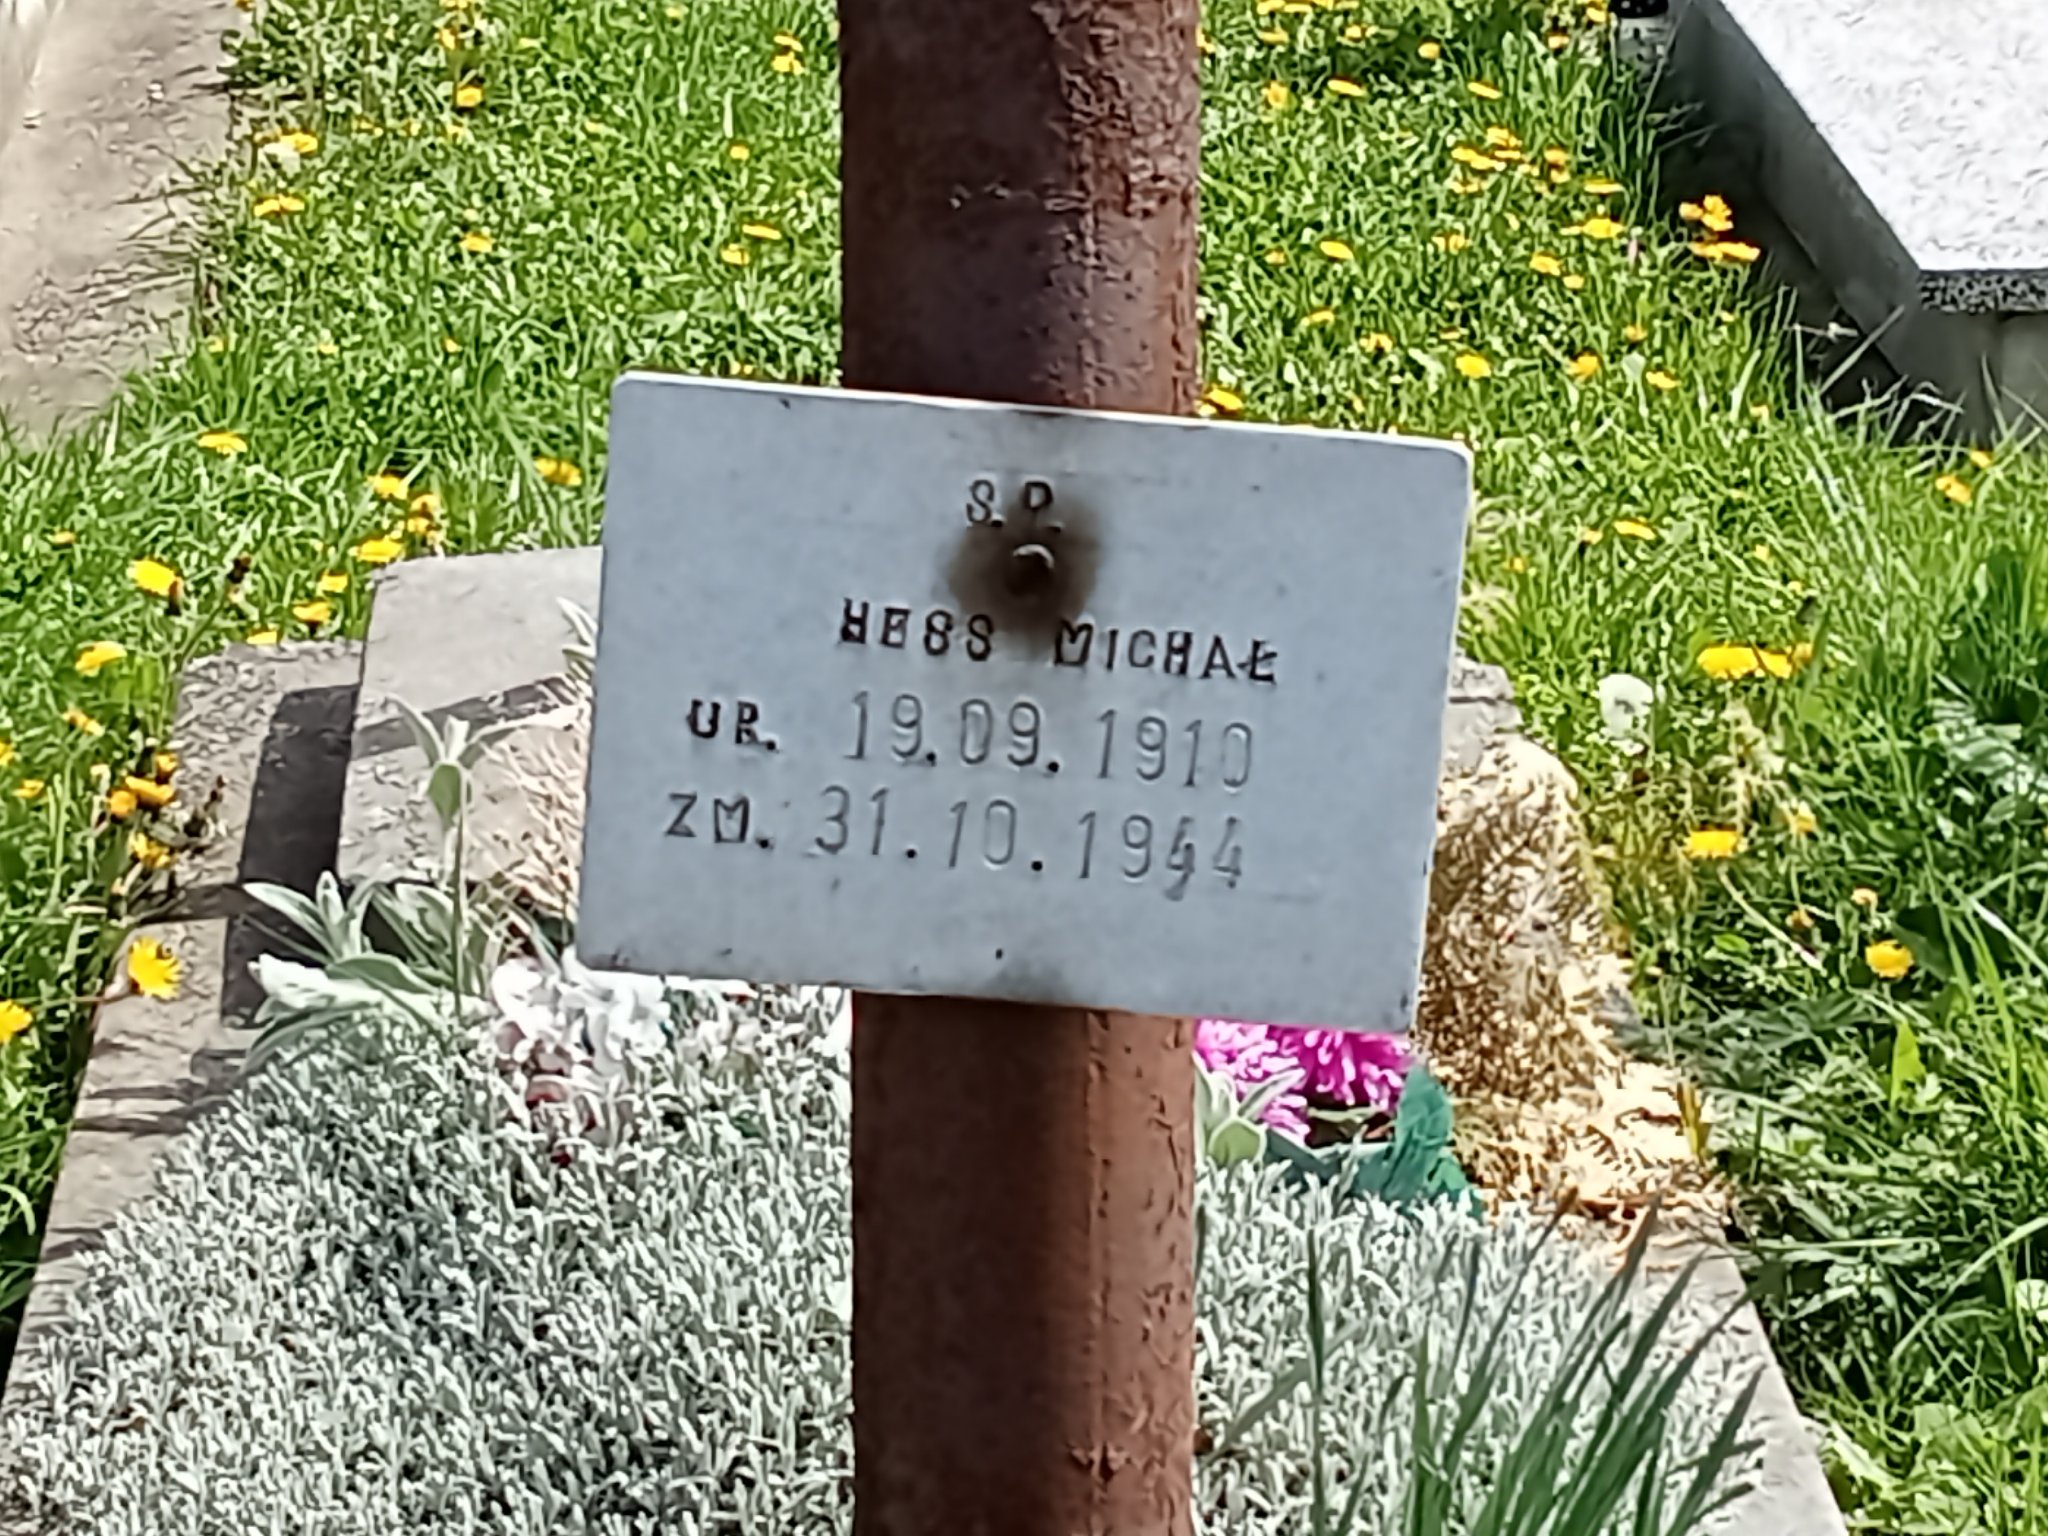 S.P.
HESS MICHAŁ
UR. 19.09.1910
ZM. 31.10.1944